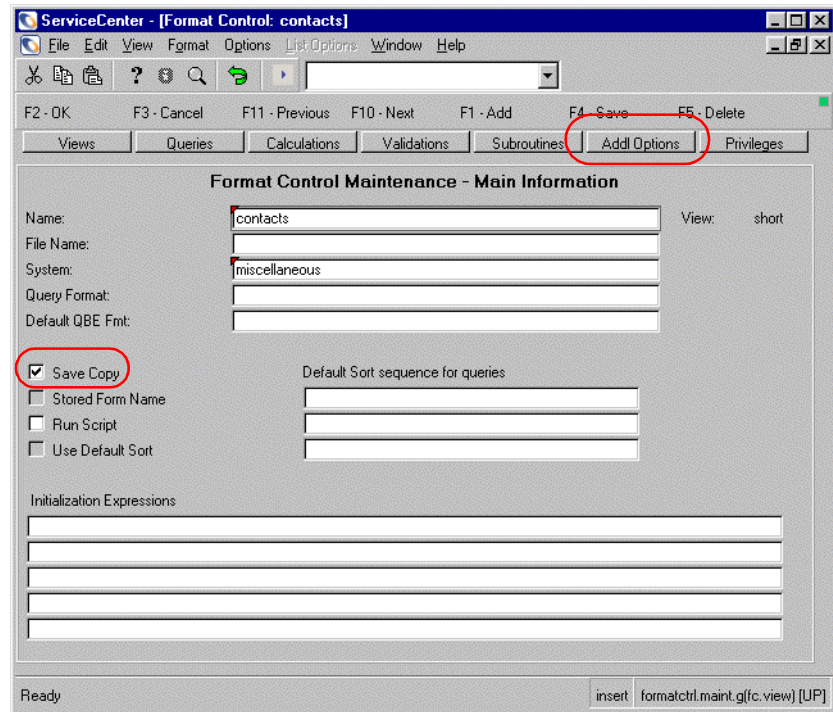 ServiceCenter - [Format Control: contacts]
File Edit View Format Options List Options Window Help
?
F2 - OK F3 - Cancel F11 - Previous F10 - Next F1 - Add F4 - Save F5 - Delete
Views Queries Calculations Validations Subroutines Addl Options Privileges
Format Control Maintenance - Main Information
Name: contacts View: short
File Name:
System: miscellaneous
Query Format:
Default QBE Fmt:
Save Copy Default Sort sequence for queries
Stored Form Name
Run Script
Use Default Sort
Initialization Expressions
Ready insert formatctrl.maint.g(fc.view) [UP]